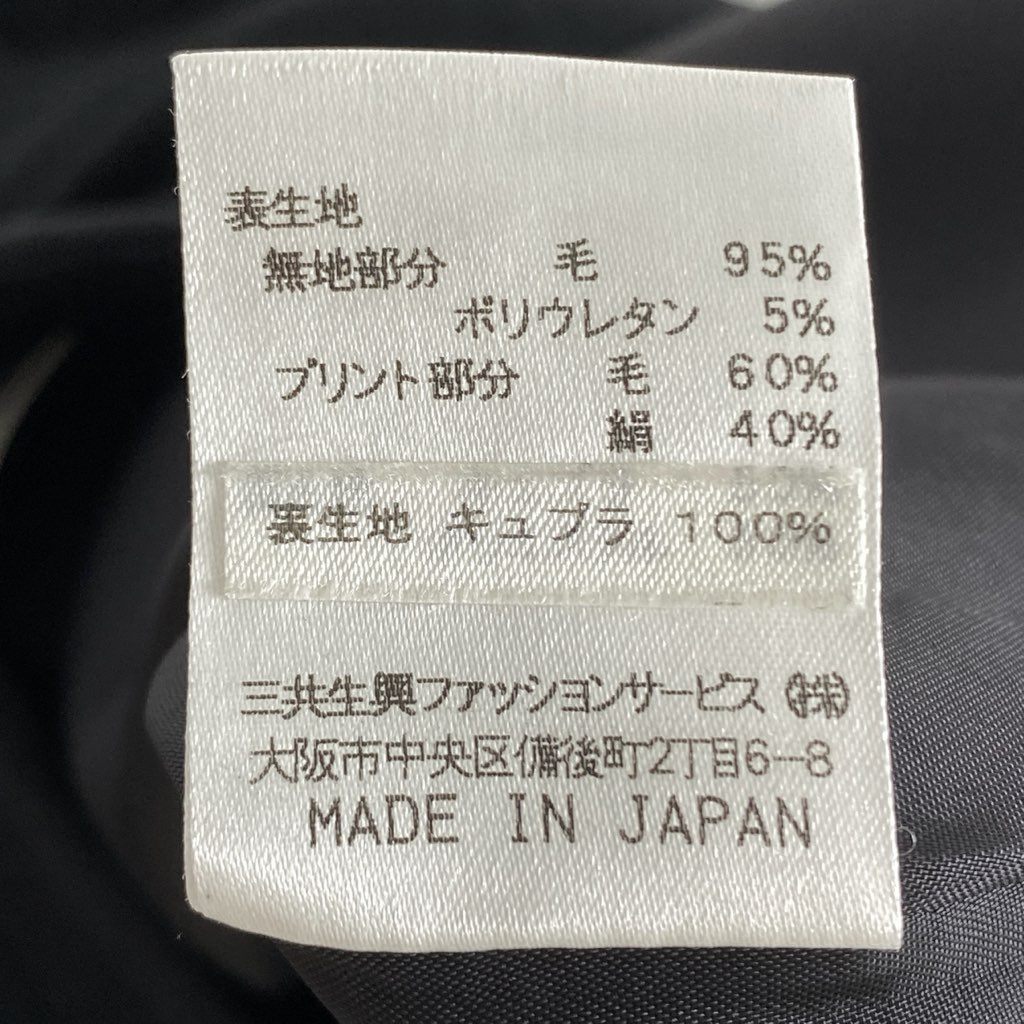 表生地
無地部分 毛 95%
ポリウレタン 5%
プリント部分 毛 60%
絹 40%
裏生地 キュプラ 100%
三共生興ファッションサービス ㈱
大阪市中央区備後町2丁目6-8
MADE IN JAPAN